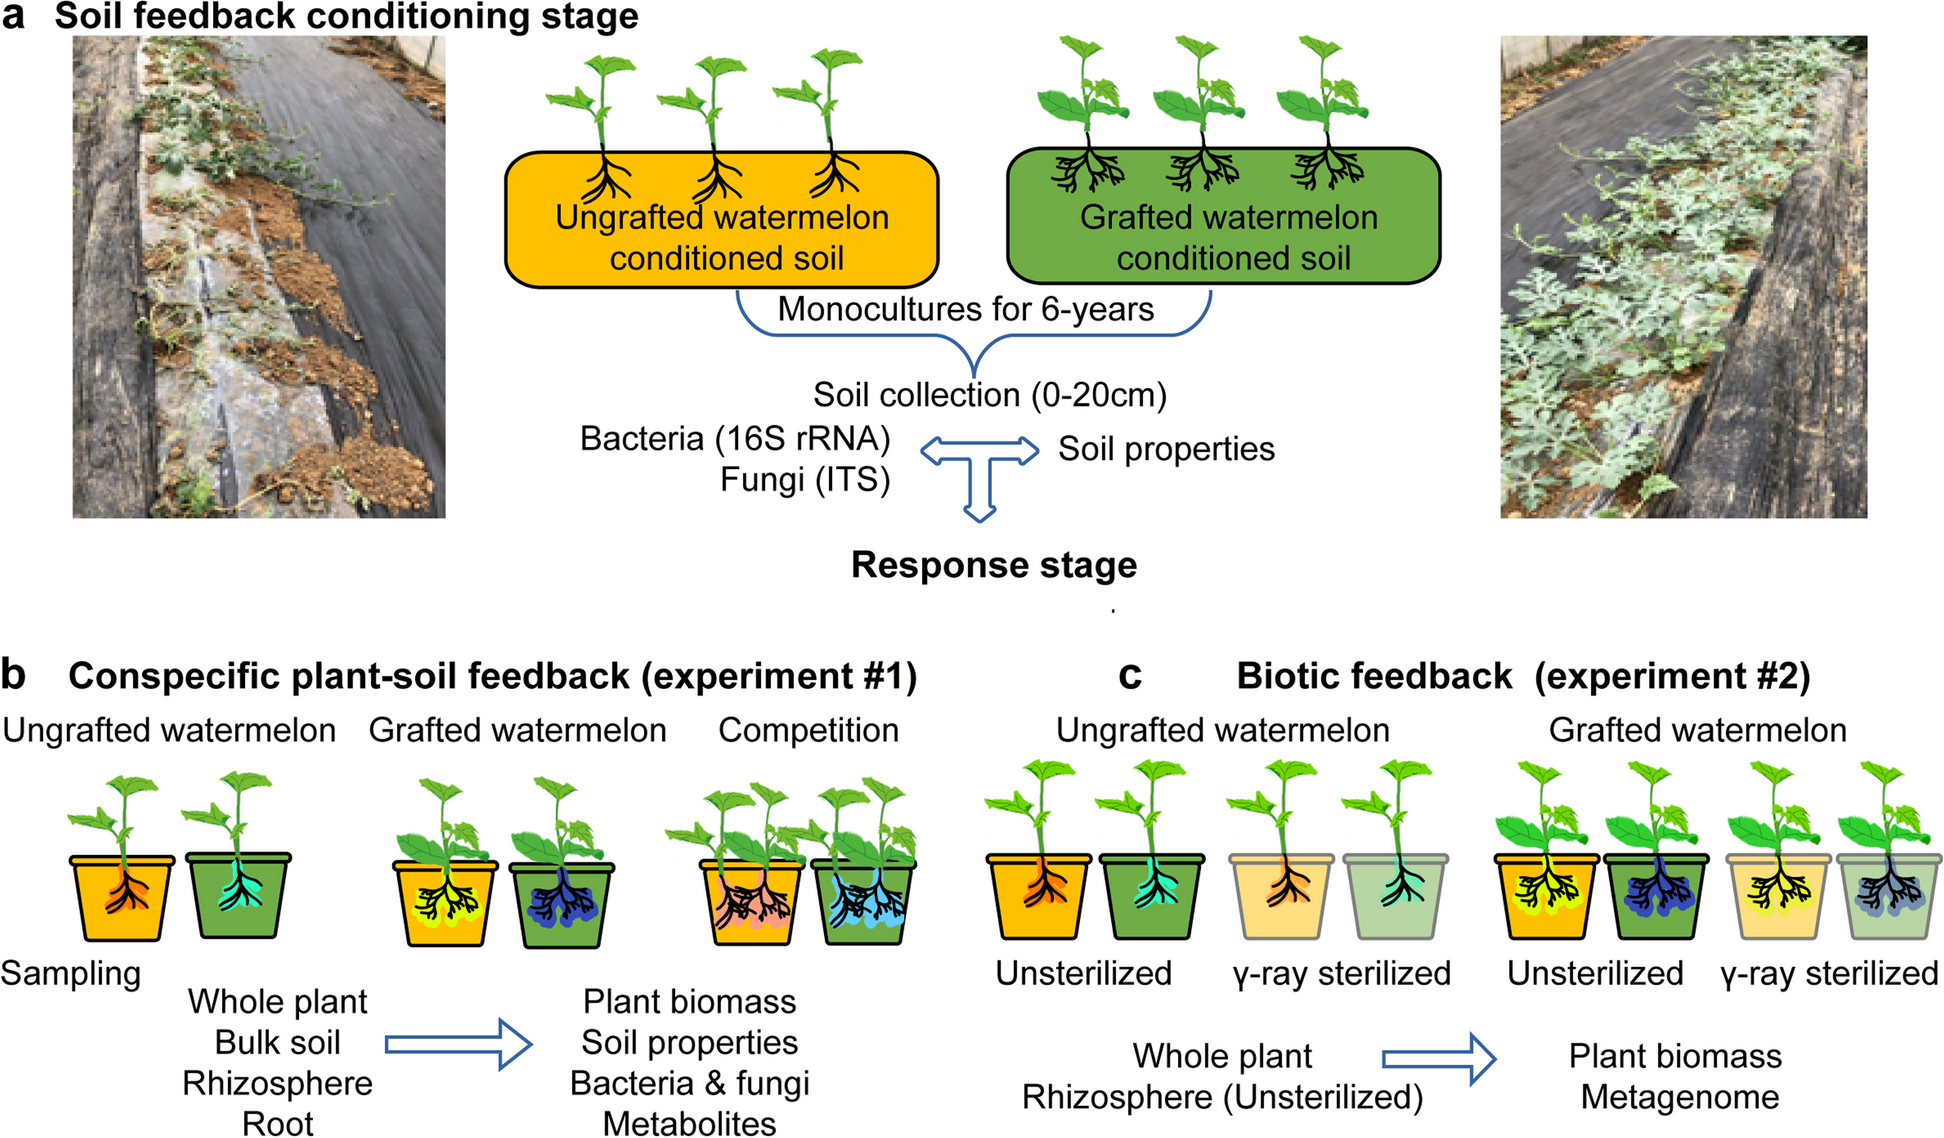 a Soil feedback conditioning stage
Ungrafted watermelon
conditioned soil
Grafted watermelon
conditioned soil
Monocultures for 6-years
Soil collection (0-20cm)
Bacteria (16S rRNA)
Fungi (ITS)
Soil properties
Response stage
b Conspecific plant-soil feedback (experiment #1)
Ungrafted watermelon
Grafted watermelon
Competition
Sampling
Whole plant
Bulk soil
Rhizosphere
Root
Plant biomass
Soil properties
Bacteria & fungi
Metabolites
c Biotic feedback (experiment #2)
Ungrafted watermelon
Grafted watermelon
Unsterilized
γ-ray sterilized
Unsterilized
γ-ray sterilized
Whole plant
Rhizosphere (Unsterilized)
Plant biomass
Metagenome